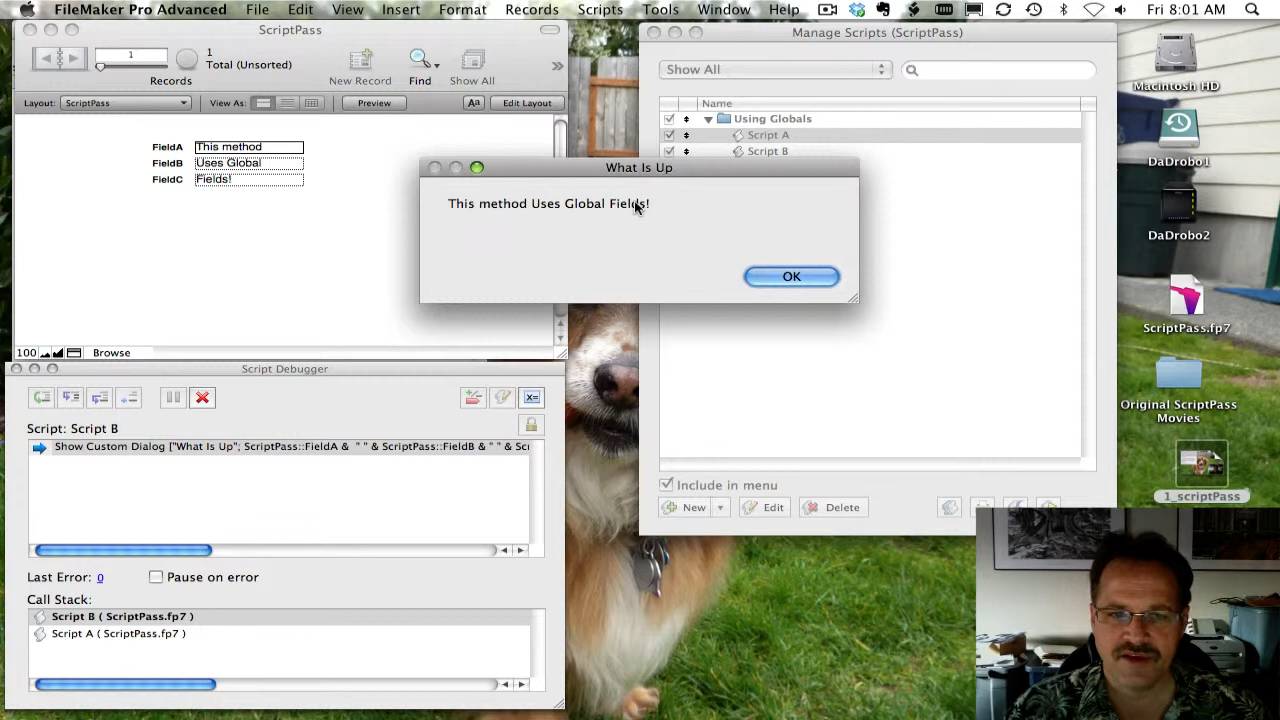 FileMaker Pro Advanced File Edit View Insert Format Records Scripts Tools Window Help Fri 8:01 AM
ScriptPass
1
Total (Unsorted)
Records
New Record
Find
Show All
Layout: ScriptPass
View As:
Preview
Aa
Edit Layout
FieldA This method
FieldB Uses Global
FieldC Fields!
100
Browse
Manage Scripts (ScriptPass)
Show All
Name
Using Globals
Script A
Script B
What Is Up
This method Uses Global Fields!
OK
Include in menu
New
Edit
Delete
Script Debugger
Script: Script B
Show Custom Dialog ["What Is Up"; ScriptPass::FieldA & " " & ScriptPass::FieldB & " " & Scr
Last Error: 0
Pause on error
Call Stack:
Script B ( ScriptPass.fp7 )
Script A ( ScriptPass.fp7 )
Macintosh HD
DaDrobo1
DaDrobo2
ScriptPass.fp7
Original ScriptPass
Movies
1_scriptPass